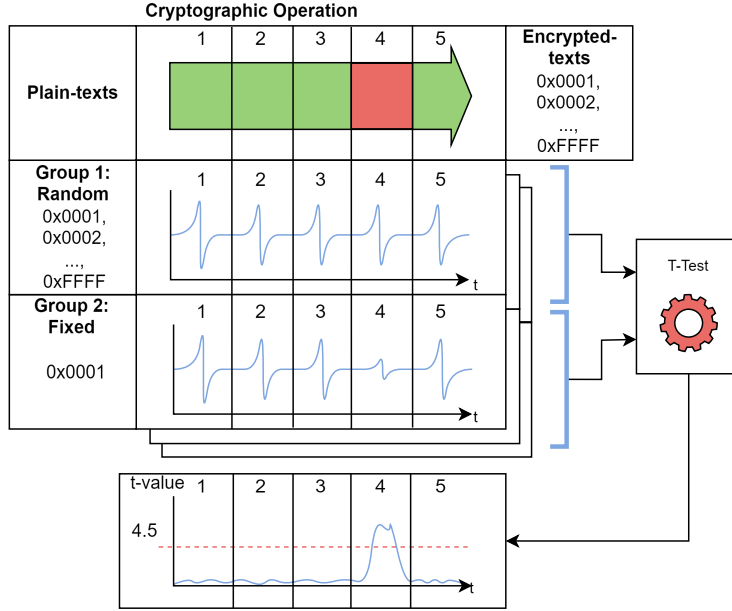 Cryptographic Operation
1 2 3 4 5
Plain-texts
Encrypted-
texts
0x0001,
0x0002,
...,
0xFFFF
Group 1:
Random
0x0001,
0x0002,
...,
0xFFFF
1 2 3 4 5
t
Group 2:
Fixed
0x0001
1 2 3 4 5
t
T-Test
t-value
1 2 3 4 5
4.5
t